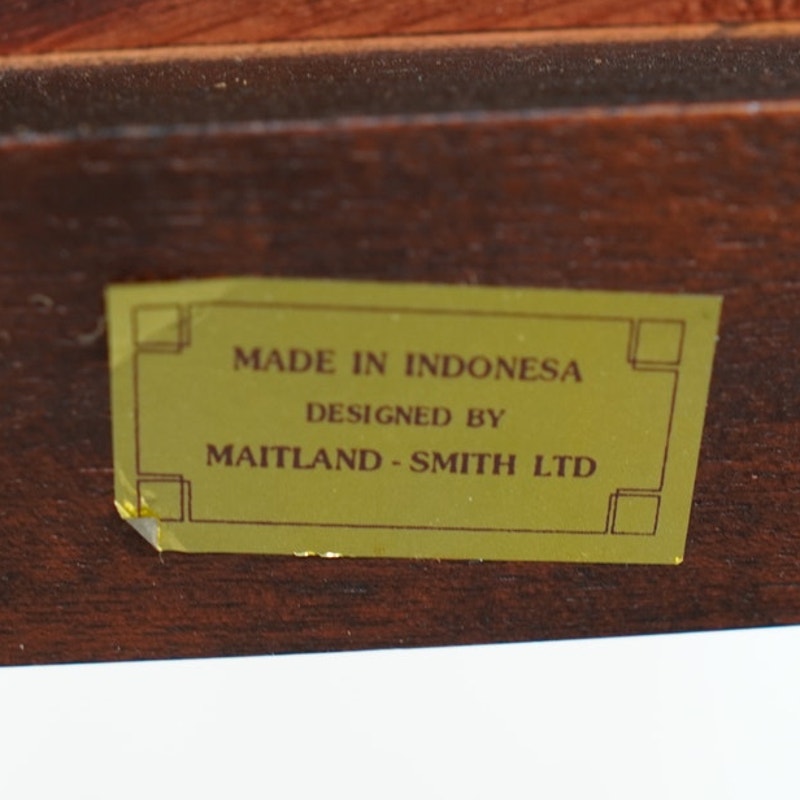 MADE IN INDONESA
DESIGNED BY
MAITLAND - SMITH LTD